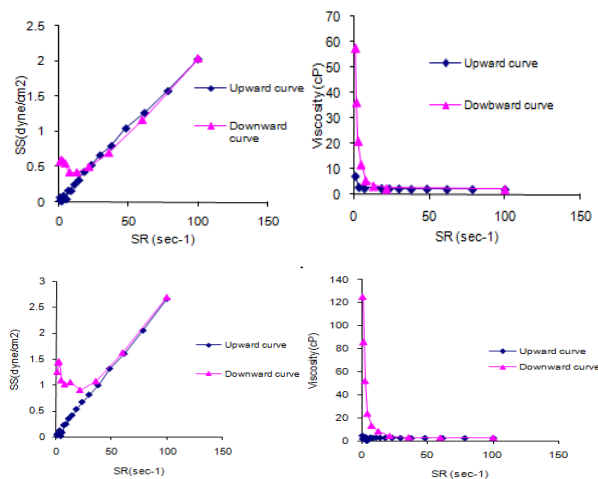 2.5
2
1.5
1
0.5
0
0 50 100 150
SS(dyne/cm2)
SR (sec-1)
Upward curve
Downward
curve
70
60
50
40
30
20
10
0
0 50 100 150
Viscosity (cP)
SR (sec-1)
Upward curve
Dowbward curve
3
2.5
2
1.5
1
0.5
0
0 50 100 150
SS(dyne/cm2)
SR(sec-1)
Upward curve
Downward curve
140
120
100
80
60
40
20
0
0 50 100 150
Viscosity(cP)
SR (sec-1)
Upward curve
Downward curve